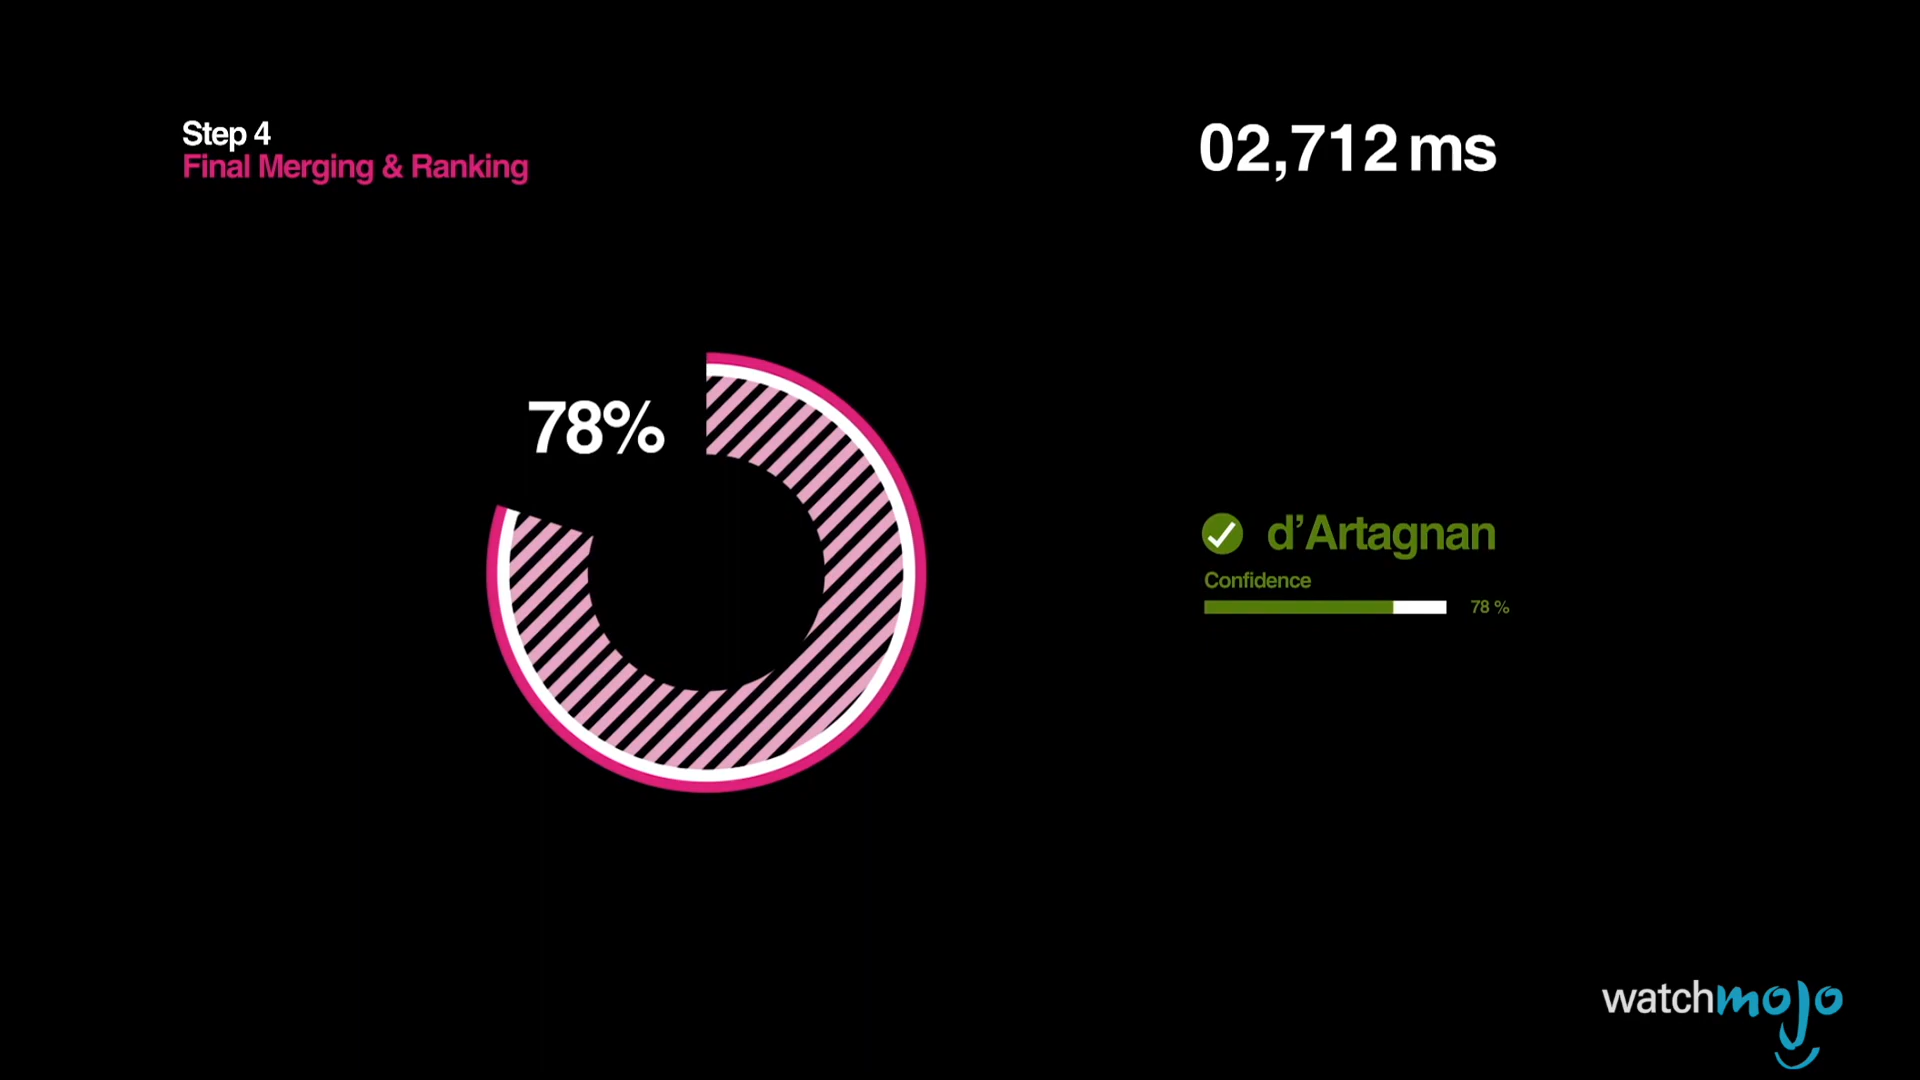 Step 4
Final Merging & Ranking
02,712 ms
78%
d’Artagnan
Confidence
78 %
watchmojo